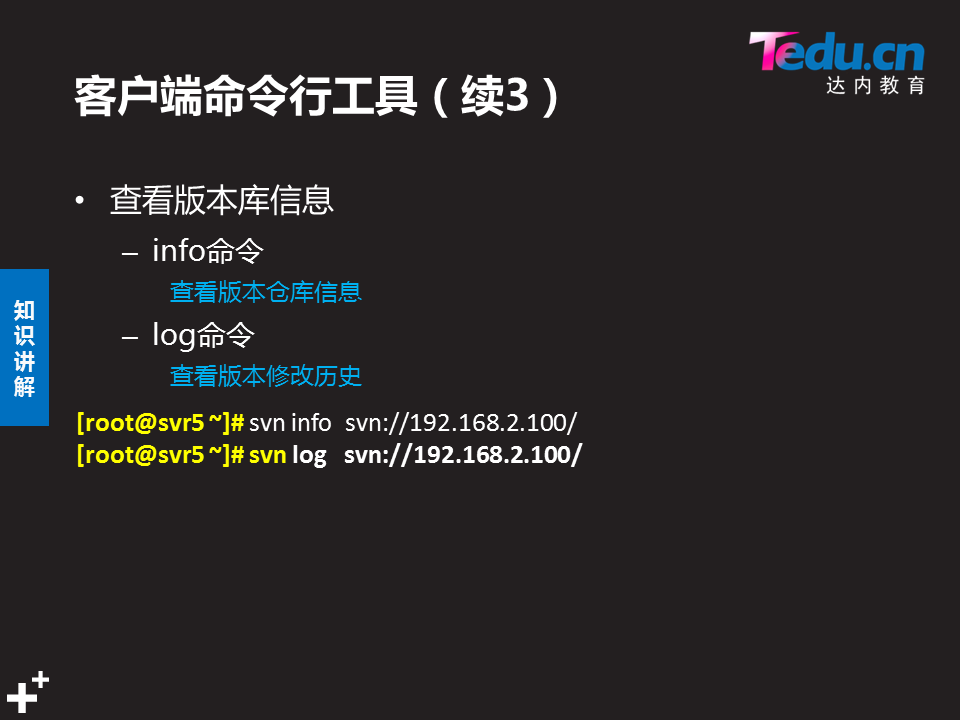 Tedu.cn
达内教育
客户端命令行工具（续3）
• 查看版本库信息
– info命令
查看版本仓库信息
– log命令
查看版本修改历史
知识讲解
[root@svr5 ~]# svn info  svn://192.168.2.100/
[root@svr5 ~]# svn log  svn://192.168.2.100/